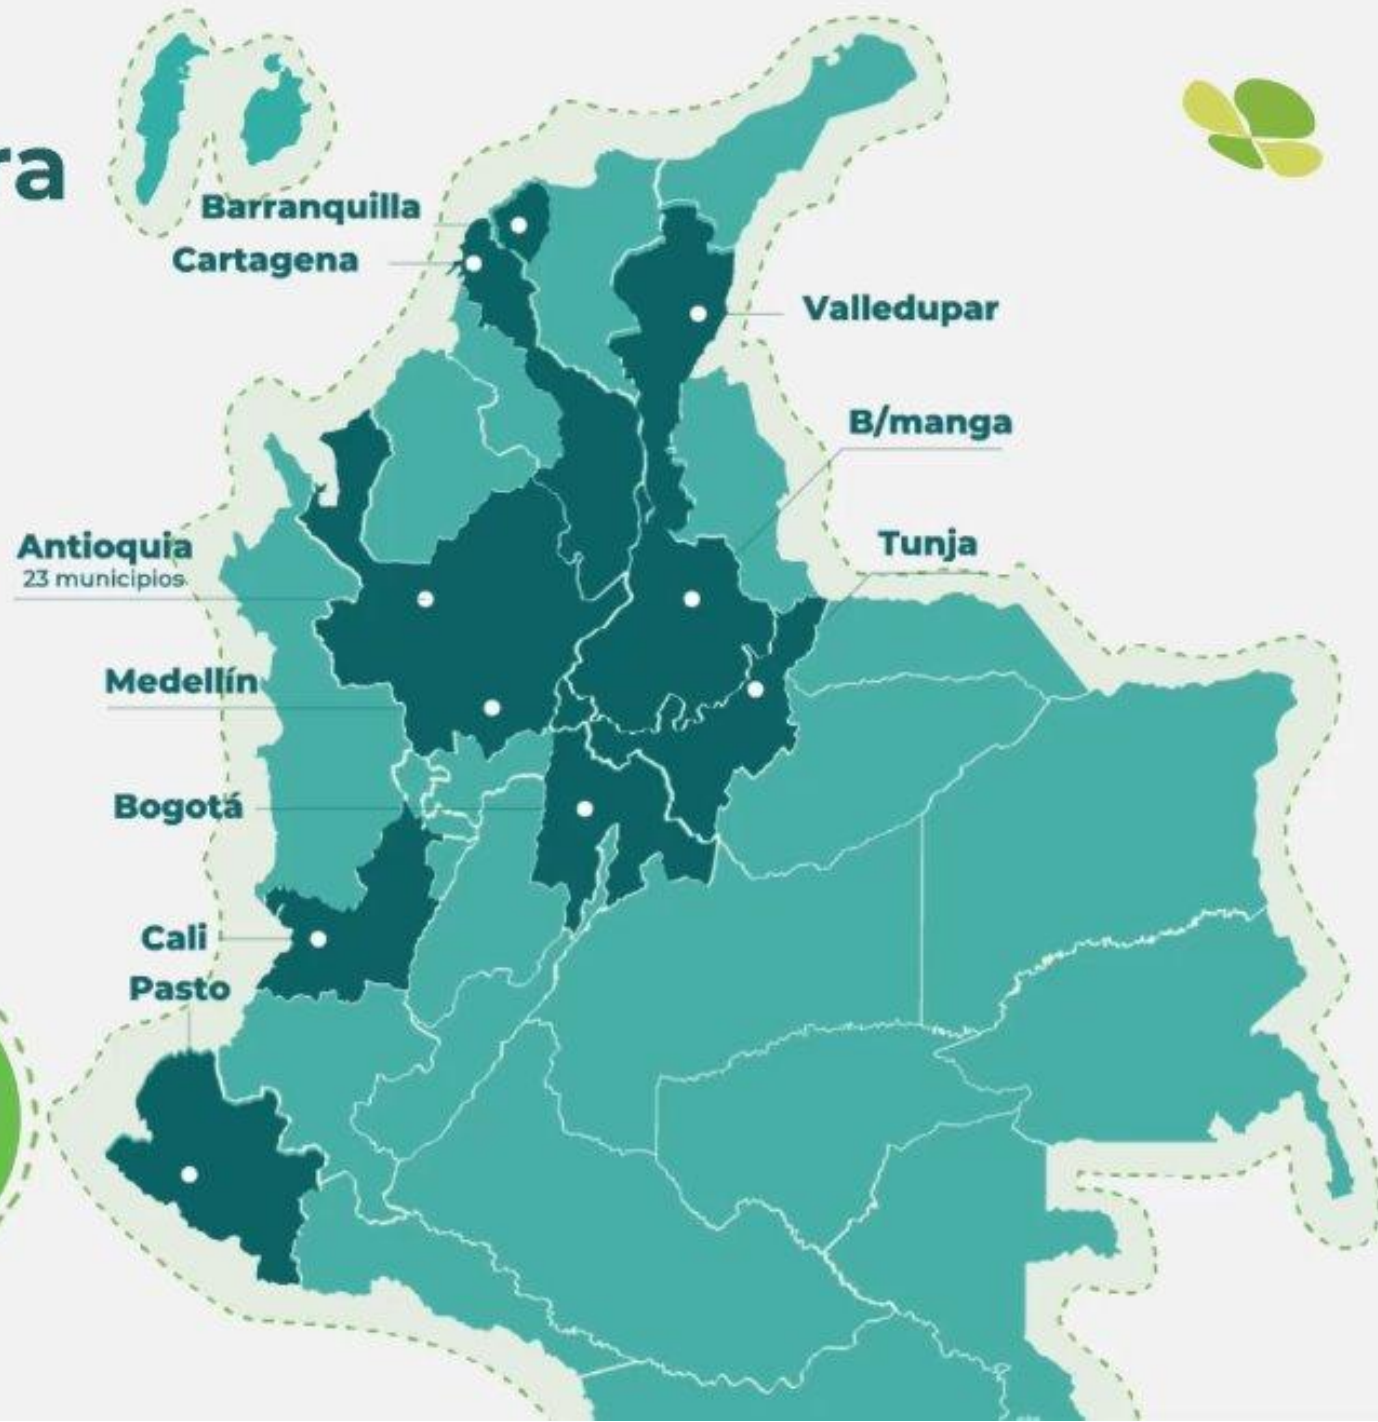 ra
Barranquilla
Cartagena
Valledupar
B/manga
Antioquia
23 municipios
Tunja
Medellín
Bogotá
Cali
Pasto